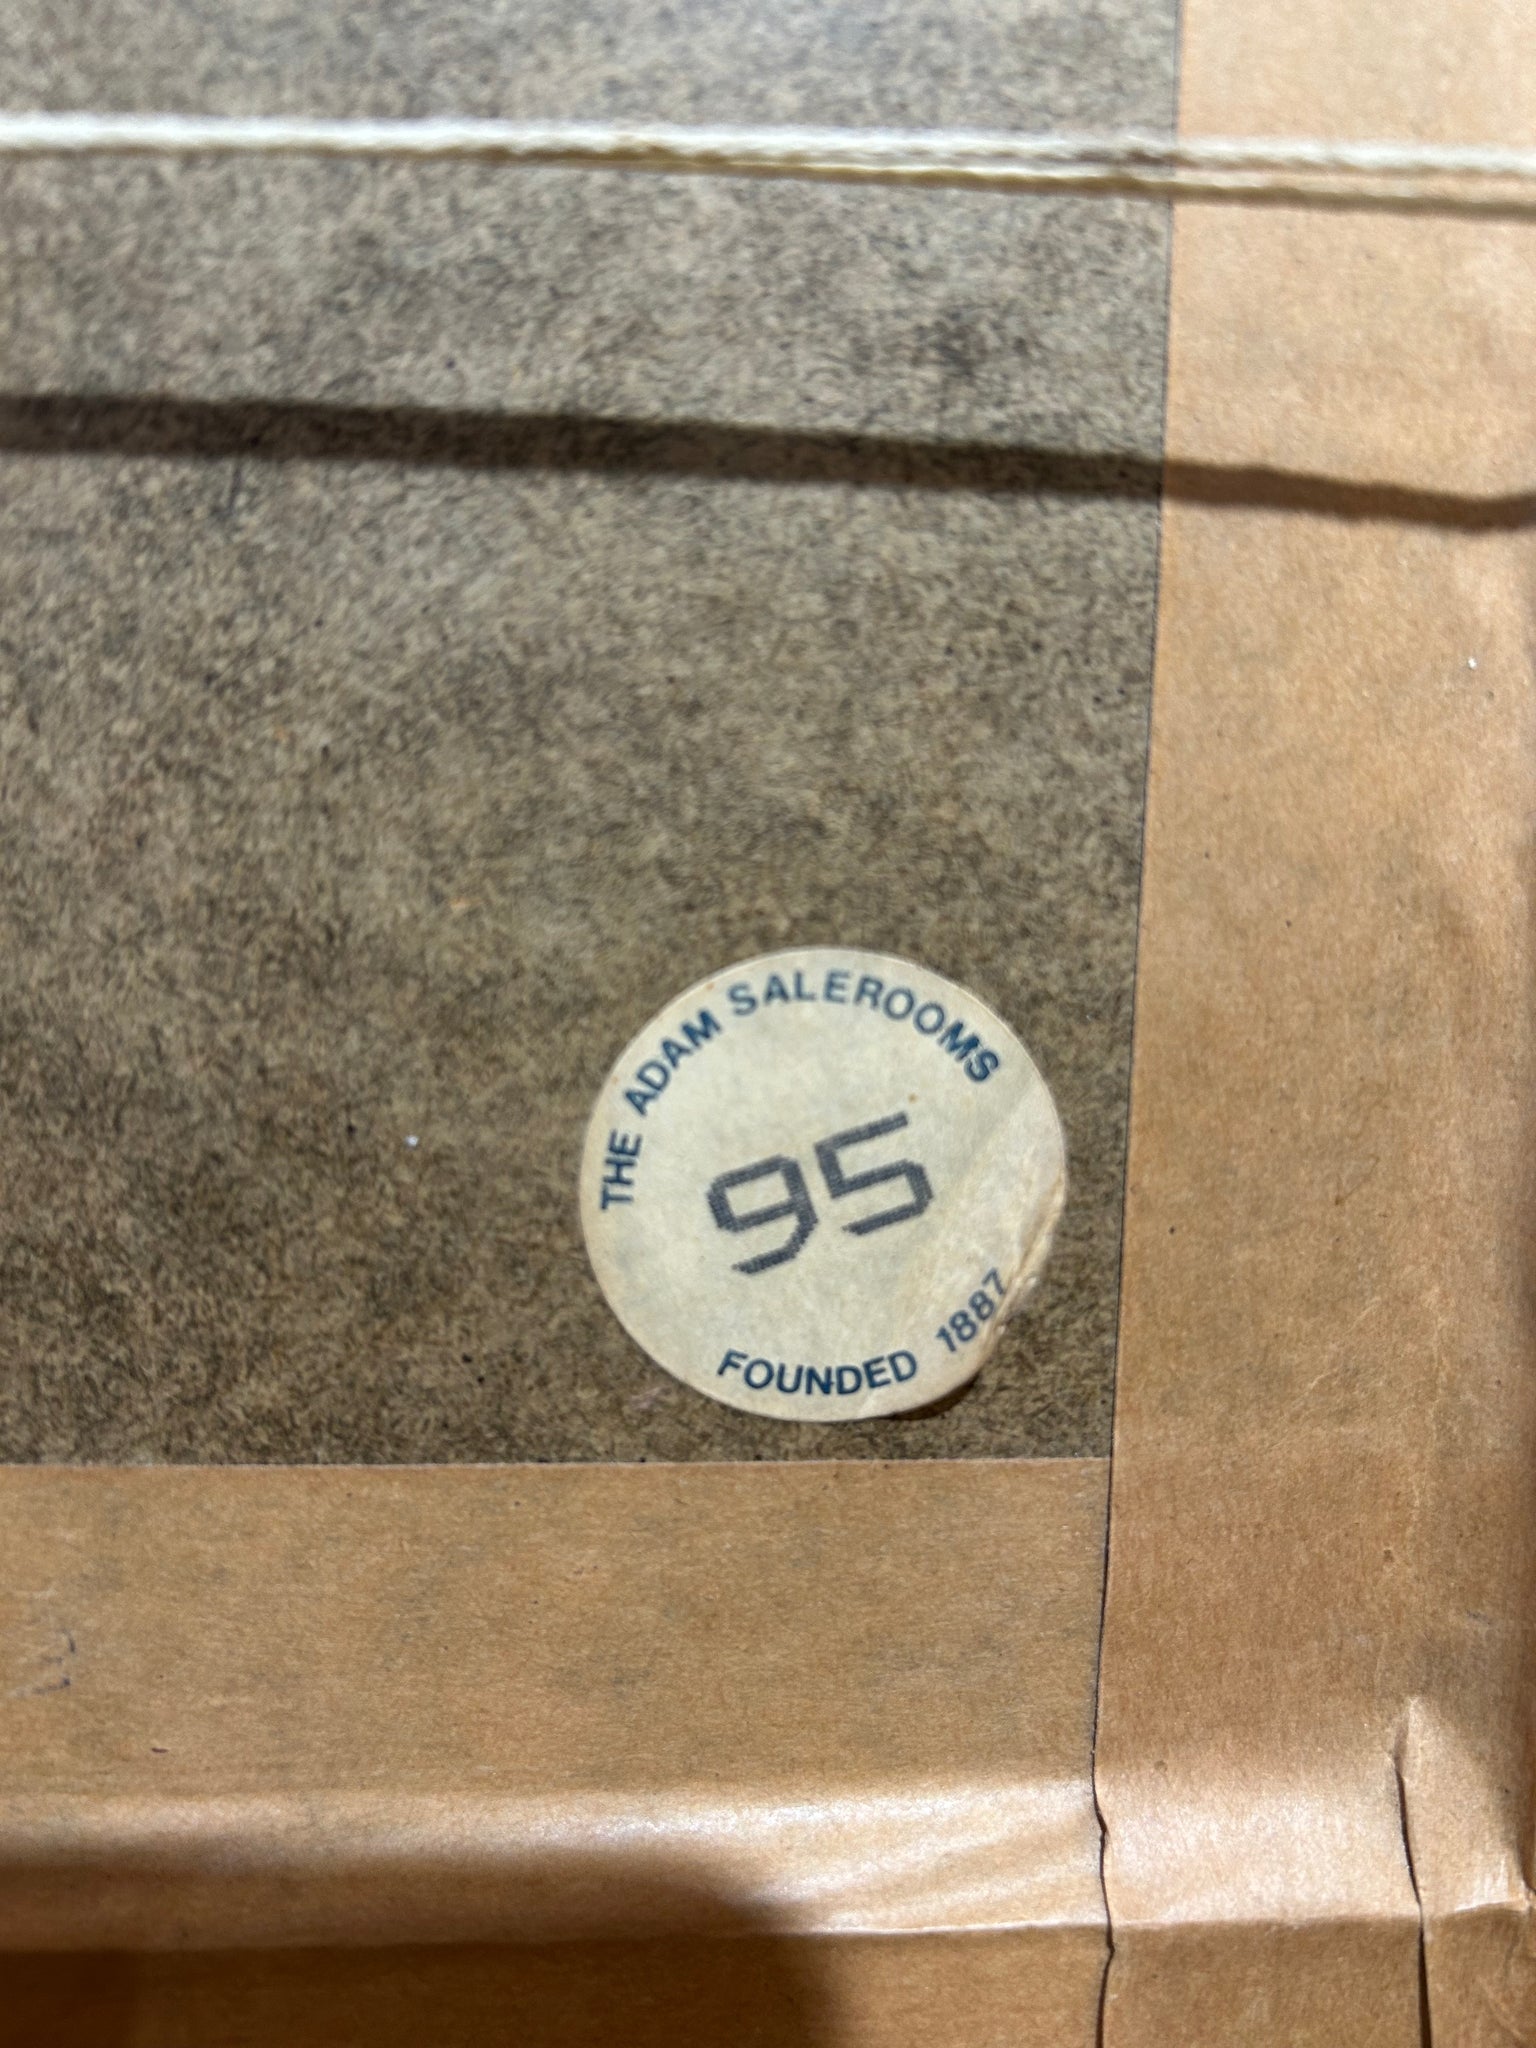 THE ADAM SALEROOMS
95
FOUNDED 1887